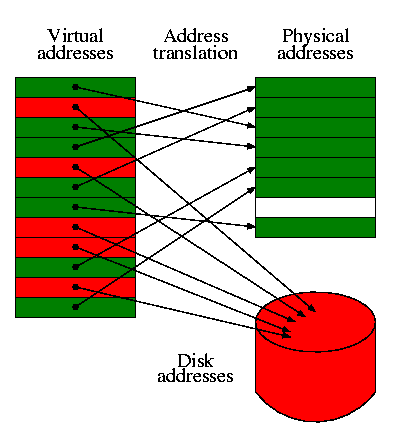 Virtual
addresses
Address
translation
Physical
addresses
Disk
addresses